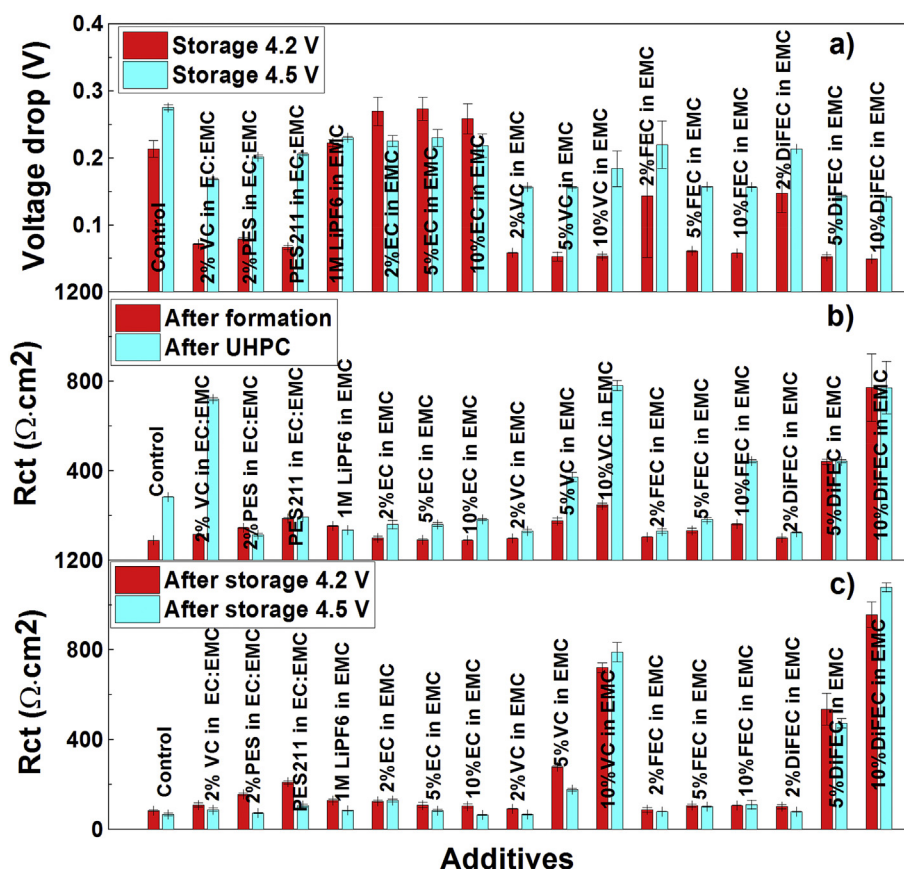 0.4
0.3
0.2
0.1
Voltage drop (V)
Storage 4.2 V
Storage 4.5 V
a)
Control
2% VC in EC:EMC
2%PES in EC:EMC
PES211 in EC:EMC
1M LiPF6 in EMC
2%EC in EMC
5%EC in EMC
10%EC in EMC
2%VC in EMC
5%VC in EMC
10%VC in EMC
2%FEC in EMC
5%FEC in EMC
10%FEC in EMC
2%DiFEC in EMC
5%DiFEC in EMC
10%DiFEC in EMC
1200
800
400
Rct (Ω·cm2)
After formation
After UHPC
b)
Control
2% VC in EC:EMC
2%PES in EC:EMC
PES211 in EC:EMC
1M LiPF6 in EMC
2%EC in EMC
5%EC in EMC
10%EC in EMC
2%VC in EMC
5%VC in EMC
10%VC in EMC
2%FEC in EMC
5%FEC in EMC
10%FEC in EMC
2%DiFEC in EMC
5%DiFEC in EMC
10%DiFEC in EMC
1200
800
400
0
Rct (Ω·cm2)
After storage 4.2 V
After storage 4.5 V
c)
Control
2% VC in EC:EMC
2%PES in EC:EMC
PES211 in EC:EMC
1M LiPF6 in EMC
2%EC in EMC
5%EC in EMC
10%EC in EMC
2%VC in EMC
5%VC in EMC
10%VC in EMC
2%FEC in EMC
5%FEC in EMC
10%FEC in EMC
2%DiFEC in EMC
5%DiFEC in EMC
10%DiFEC in EMC
Additives